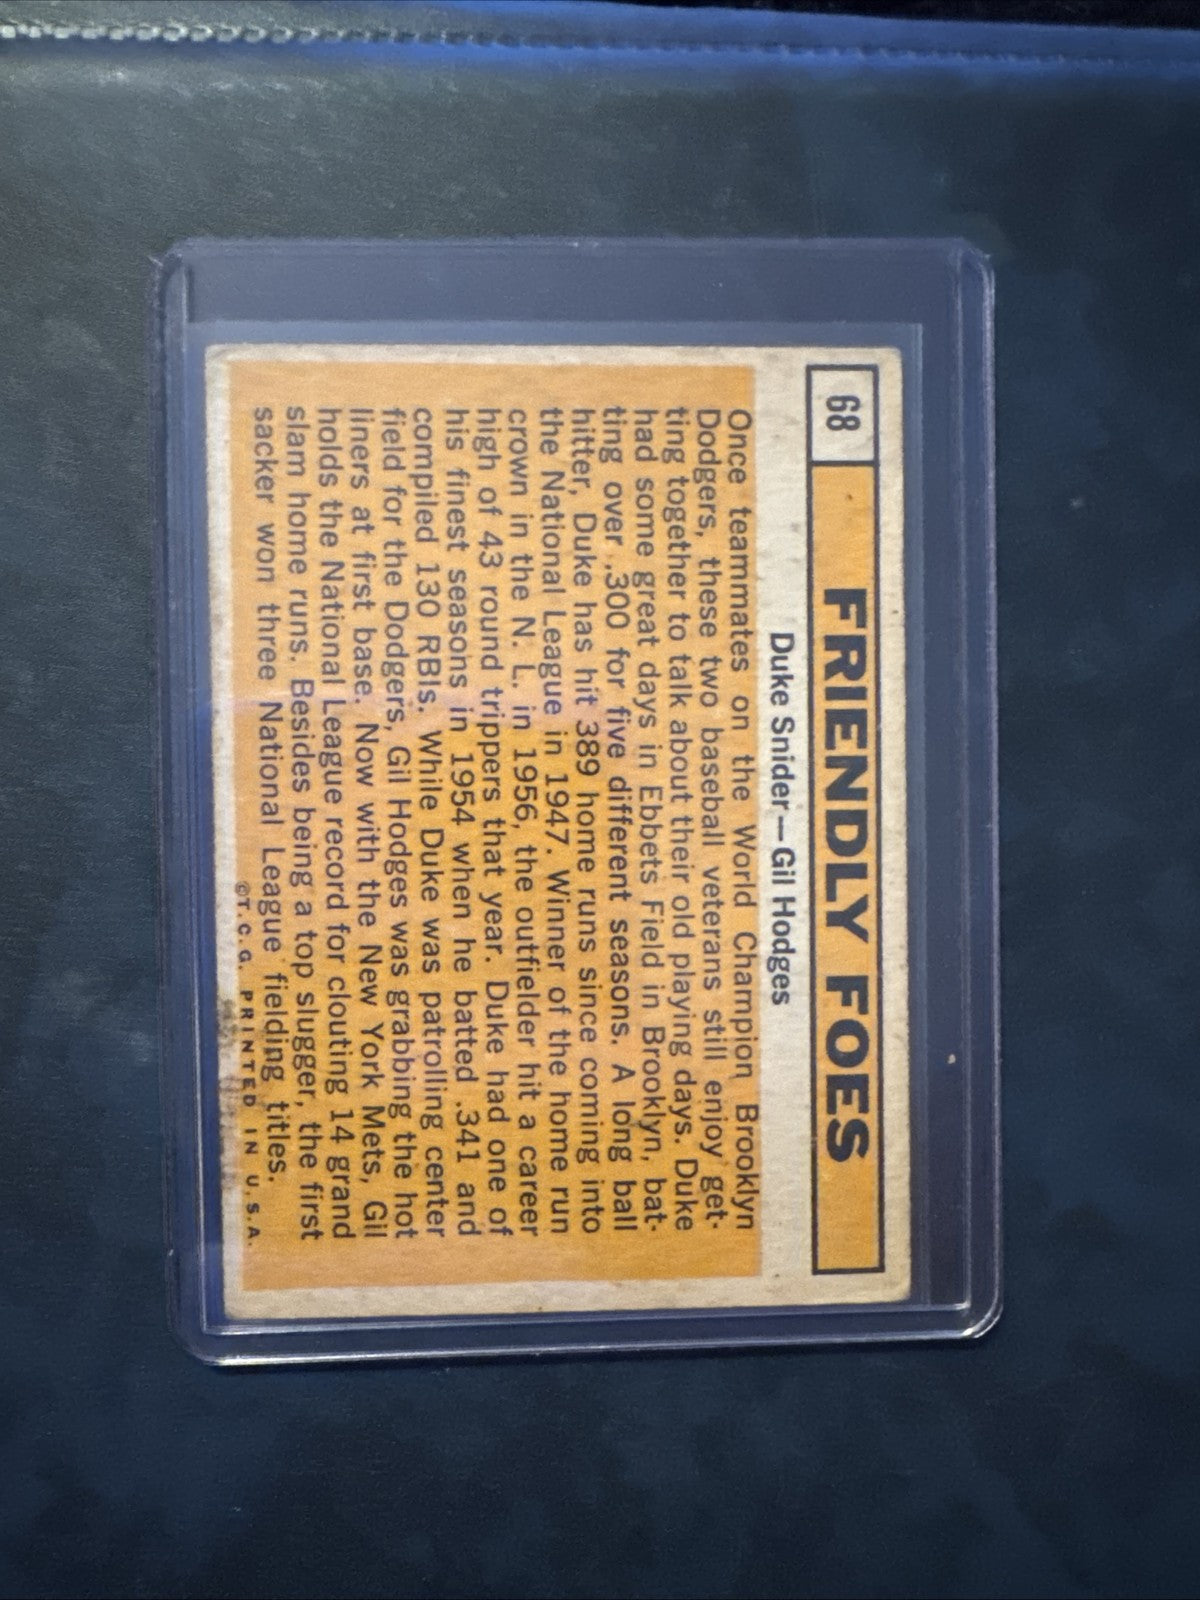 68
FRIENDLY FOES
Duke Snider—Gil Hodges
Once teammates on the World Champion Brooklyn
Dodgers, these two baseball veterans still enjoy get-
ting together to talk about their old playing days. Duke
had some great days in Ebbets Field in Brooklyn, bat-
ting over .300 for five different seasons. A long ball
hitter, Duke has hit 389 home runs since coming into
the National League in 1947. Winner of the home run
crown in the N. L. in 1956, the outfielder hit a career
high of 43 round trippers that year. Duke had one of
his finest seasons in 1954 when he batted .341 and
compiled 130 RBIs. While Duke was patrolling center
field for the Dodgers, Gil Hodges was grabbing the hot
liners at first base. Now with the New York Mets, Gil
holds the National League record for clouting 14 grand
slam home runs. Besides being a top slugger, the first
sacker won three National League fielding titles.
©T.C.G. PRINTED IN U.S.A.